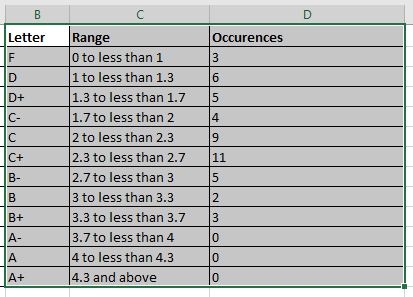 B C D
Letter Range Occurences
F 0 to less than 1 3
D 1 to less than 1.3 6
D+ 1.3 to less than 1.7 5
C- 1.7 to less than 2 4
C 2 to less than 2.3 9
C+ 2.3 to less than 2.7 11
B- 2.7 to less than 3 5
B 3 to less than 3.3 2
B+ 3.3 to less than 3.7 3
A- 3.7 to less than 4 0
A 4 to less than 4.3 0
A+ 4.3 and above 0